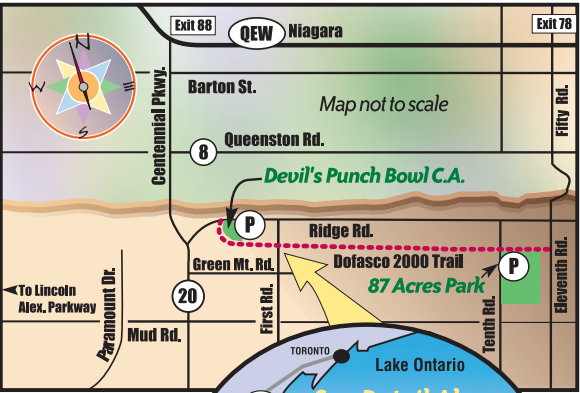 Exit 88
QEW
Niagara
Exit 78
N
W
E
S
Barton St.
Map not to scale
Centennial Pkwy.
Fifty Rd.
8
Queenston Rd.
Devil's Punch Bowl C.A.
P
Ridge Rd.
Green Mt. Rd.
Dofasco 2000 Trail
P
87 Acres Park
To Lincoln
Alex. Parkway
20
Paramount Dr.
Mud Rd.
First Rd.
Tenth Rd.
Eleventh Rd.
TORONTO
Lake Ontario